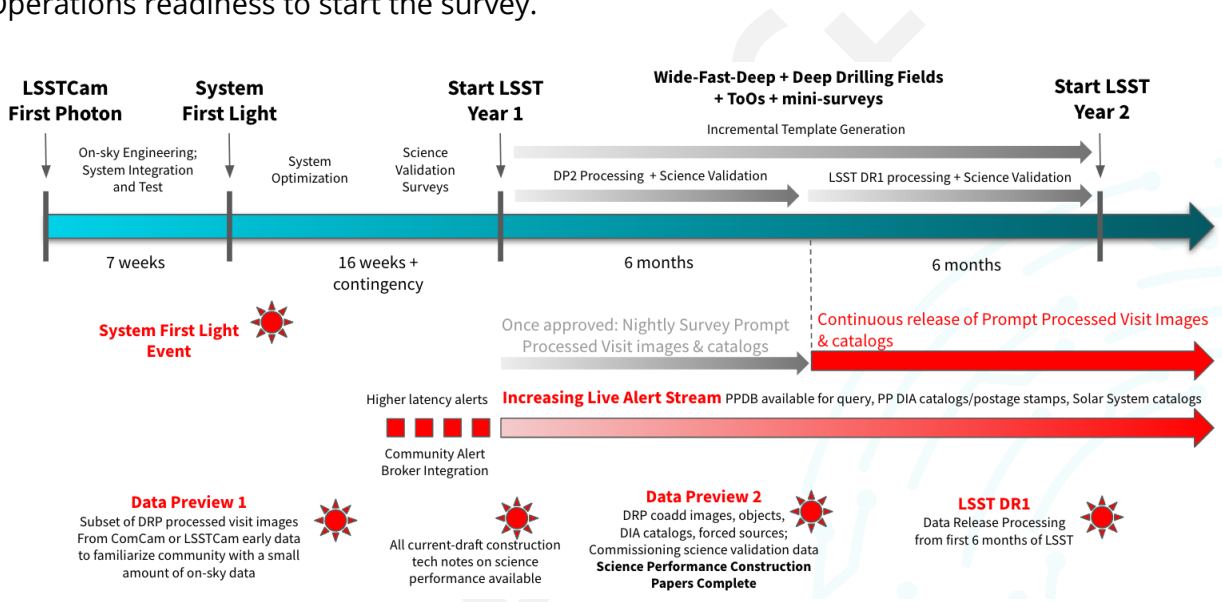 Operations readiness to start the survey.
LSSTCam
First Photon
System
First Light
Start LSST
Year 1
Wide-Fast-Deep + Deep Drilling Fields
+ ToOs + mini-surveys
Start LSST
Year 2
Incremental Template Generation
On-sky Engineering;
System Integration
and Test
System
Optimization
Science
Validation
Surveys
DP2 Processing + Science Validation
LSST DR1 processing + Science Validation
7 weeks
16 weeks +
contingency
6 months
6 months
System First Light
Event
Once approved: Nightly Survey Prompt
Processed Visit images & catalogs
Continuous release of Prompt Processed Visit Images
& catalogs
Higher latency alerts
Increasing Live Alert Stream PPDB available for query, PP DIA catalogs/postage stamps, Solar System catalogs
Community Alert
Broker Integration
Data Preview 1
Subset of DRP processed visit images
From ComCam or LSSTCam early data
to familiarize community with a small
amount of on-sky data
All current-draft construction
tech notes on science
performance available
Data Preview 2
DRP coadd images, objects,
DIA catalogs, forced sources;
Commissioning science validation data
Science Performance Construction
Papers Complete
LSST DR1
Data Release Processing
from first 6 months of LSST